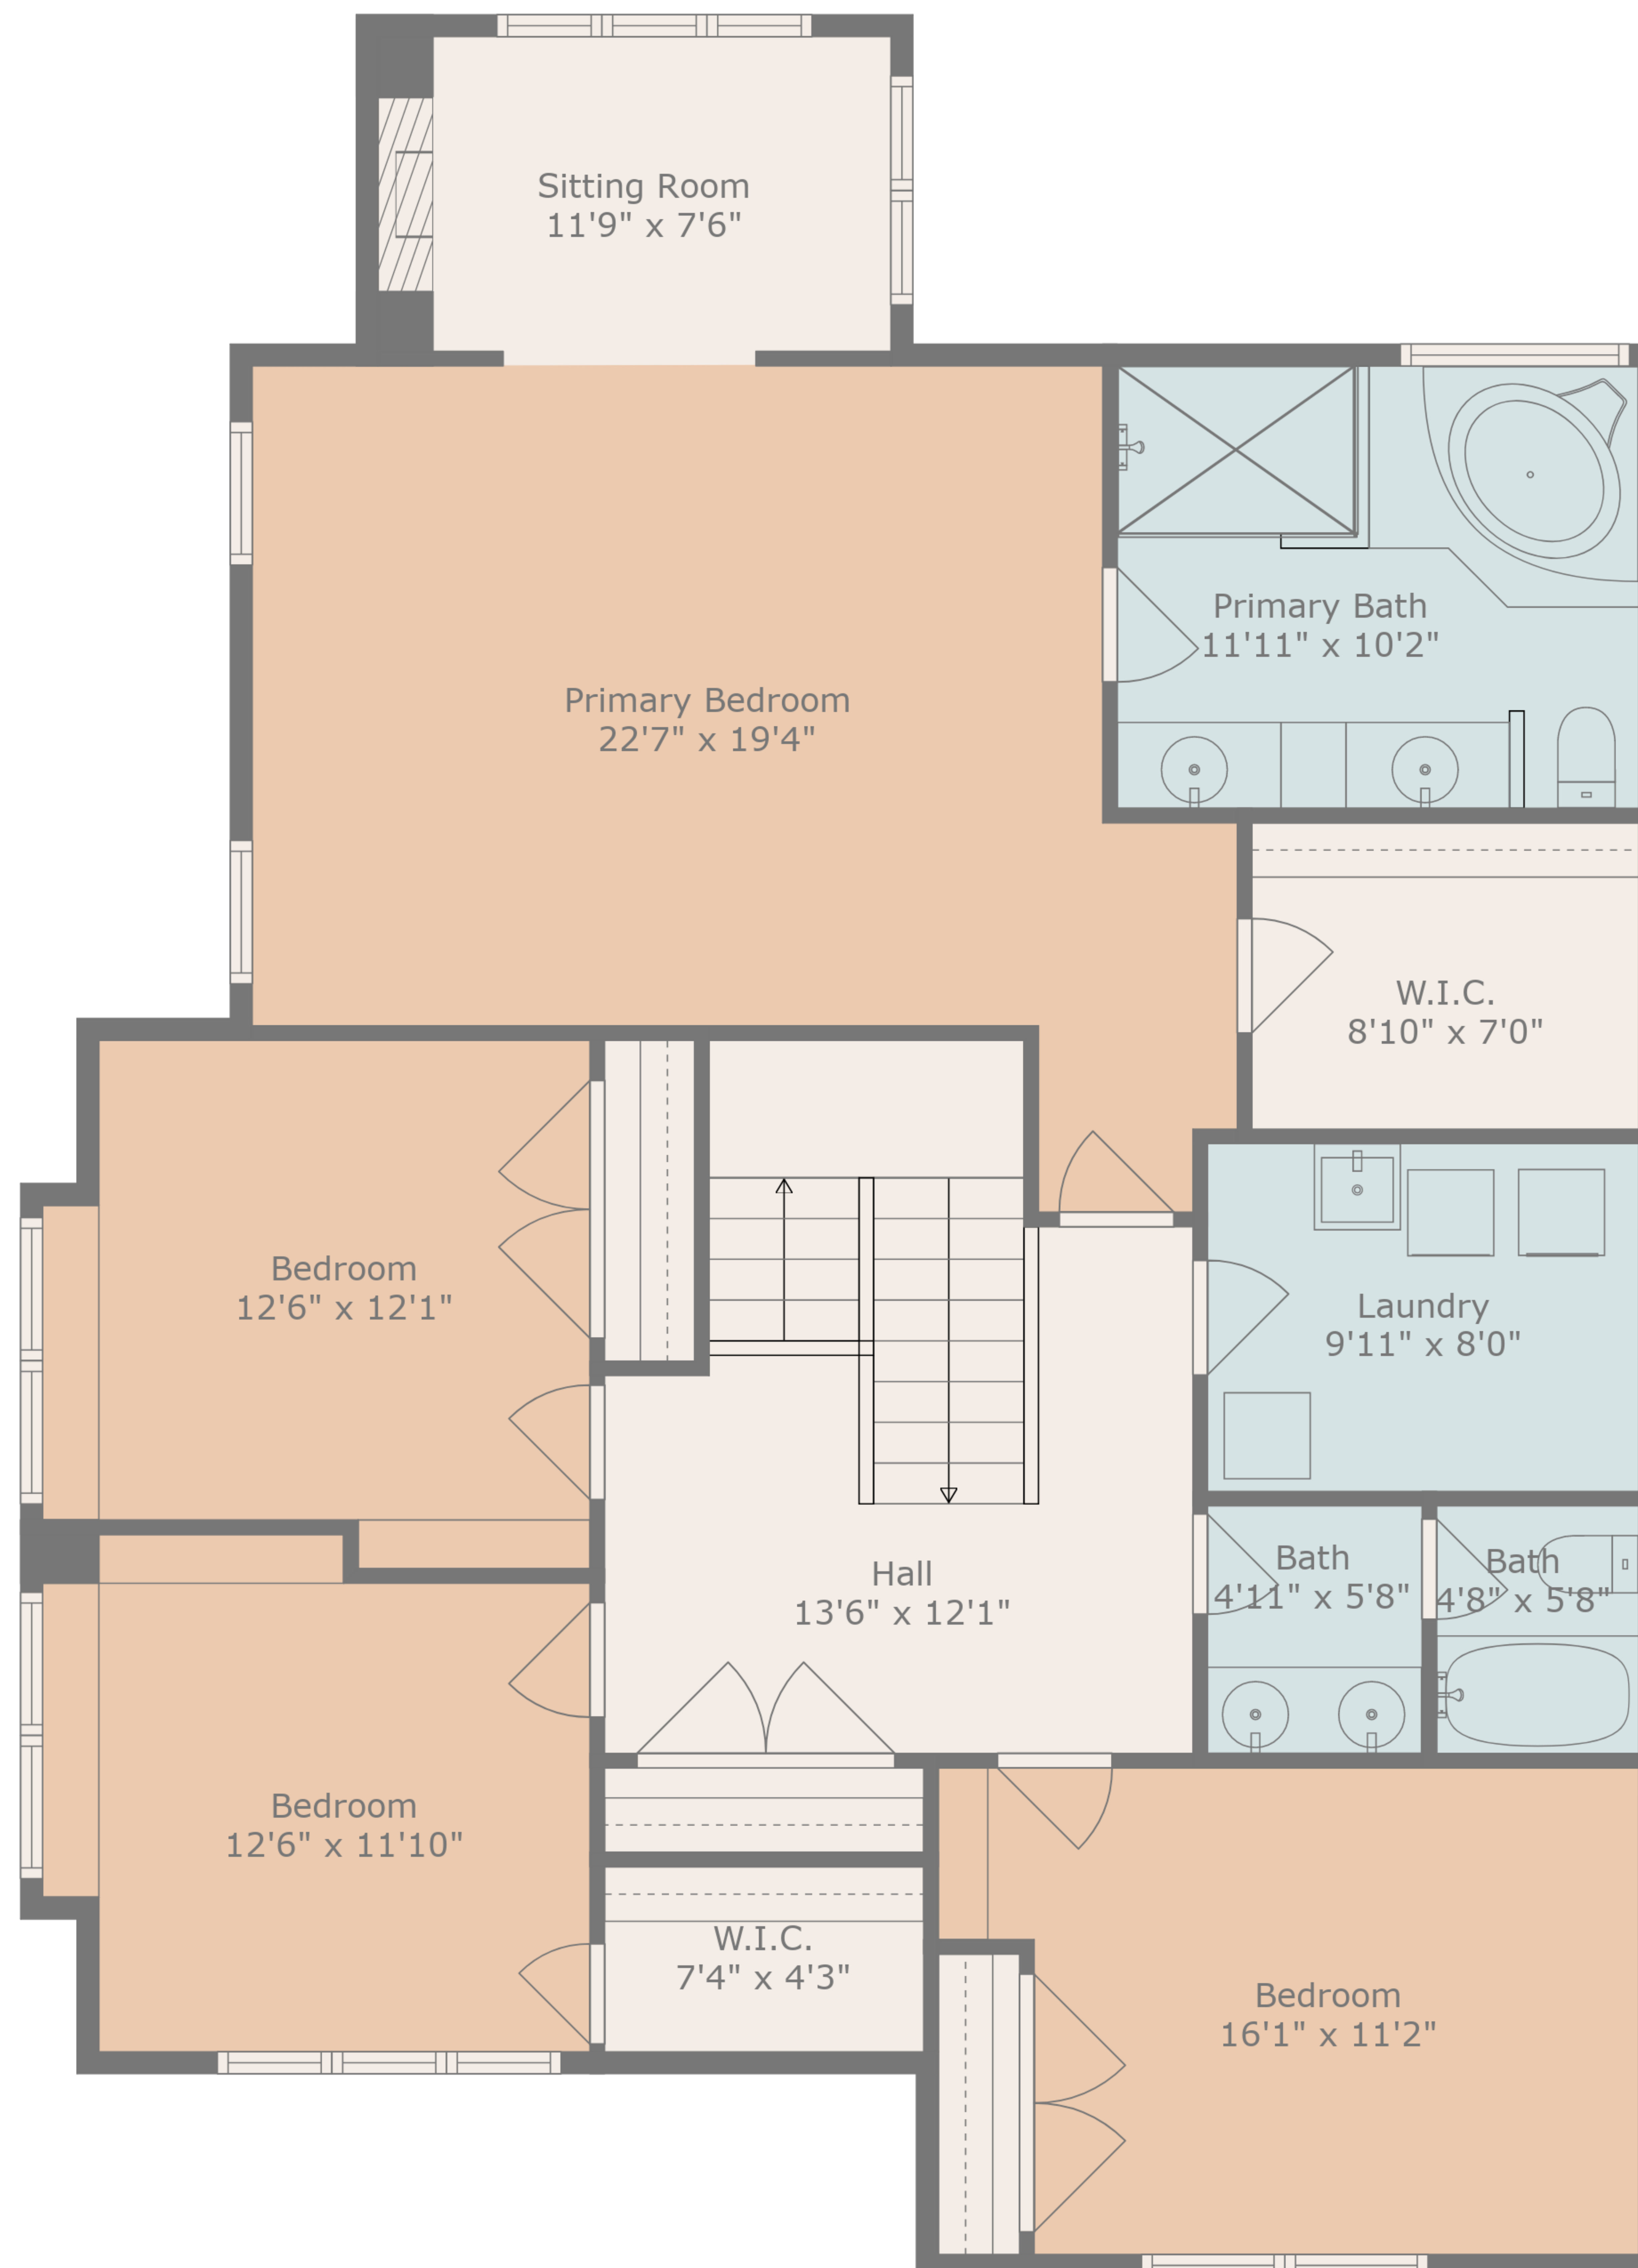 Sitting Room
11'9" x 7'6"
Primary Bath
11'11" x 10'2"
Primary Bedroom
22'7" x 19'4"
W.I.C.
8'10" x 7'0"
Bedroom
12'6" x 12'1"
Laundry
9'11" x 8'0"
Hall
13'6" x 12'1"
Bath
4'11" x 5'8"
Bath
4'8" x 5'8"
Bedroom
12'6" x 11'10"
W.I.C.
7'4" x 4'3"
Bedroom
16'1" x 11'2"